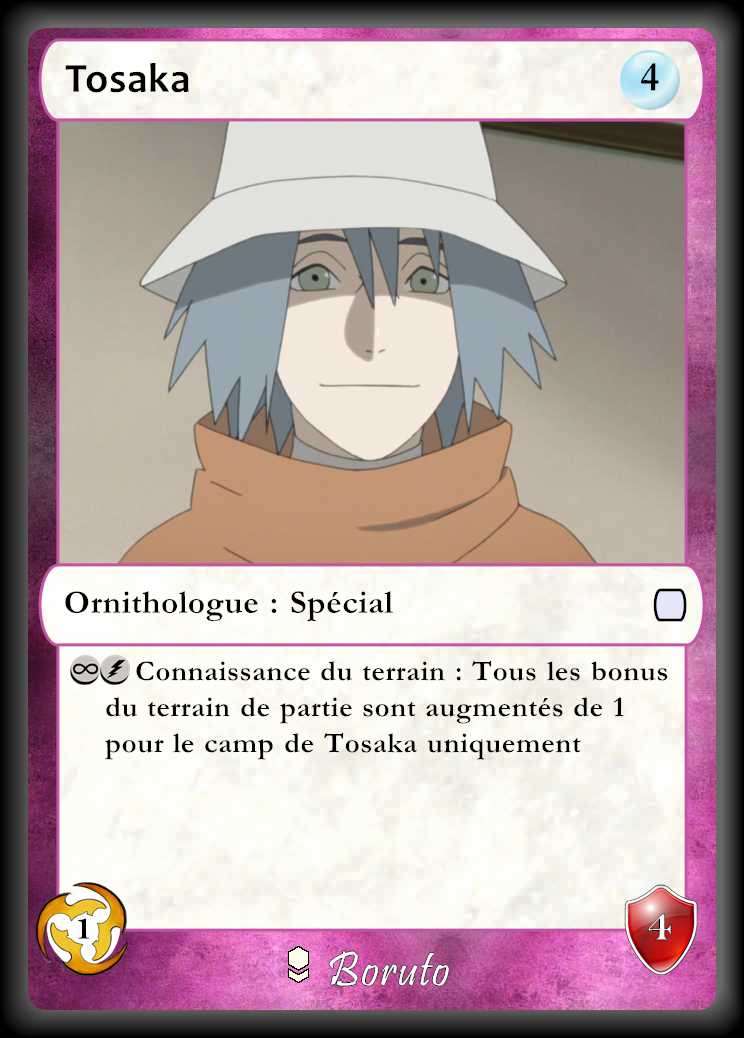 Tosaka
4
Ornithologue : Spécial
Connaissance du terrain : Tous les bonus
du terrain de partie sont augmentés de 1
pour le camp de Tosaka uniquement
1
4
Boruto